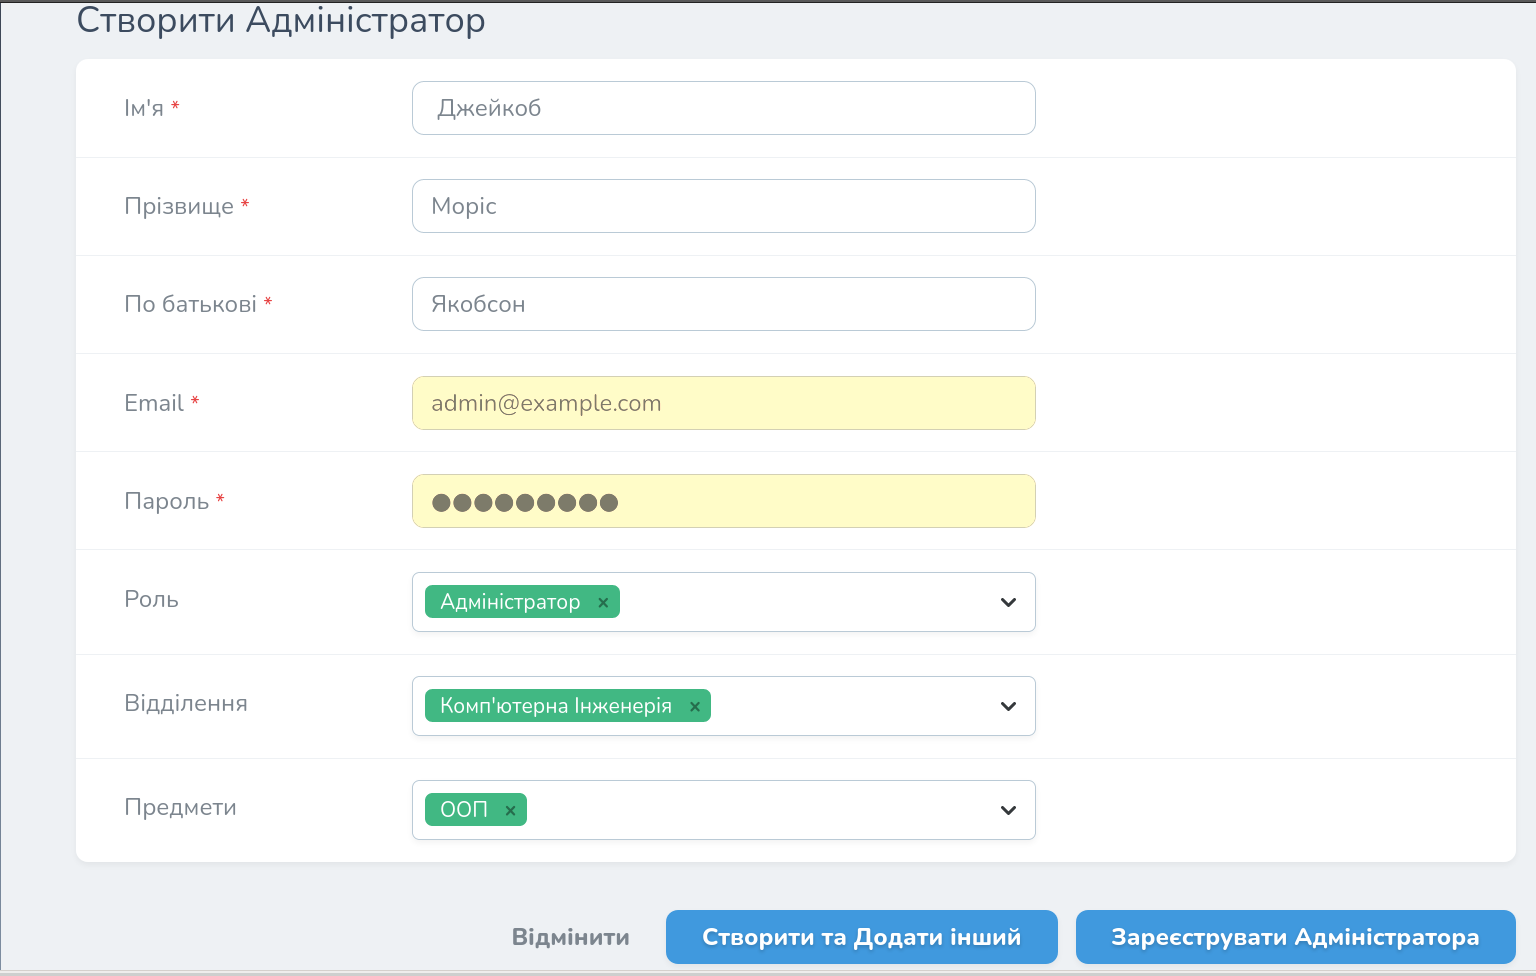 Створити Адміністратор
Ім'я * Джейкоб
Прізвище * Моріс
По батькові * Якобсон
Email * admin@example.com
Пароль * ●●●●●●●●●
Роль Адміністратор ×
Відділення Комп'ютерна Інженерія ×
Предмети ООП ×
Відмінити Створити та Додати інший Зареєструвати Адміністратора